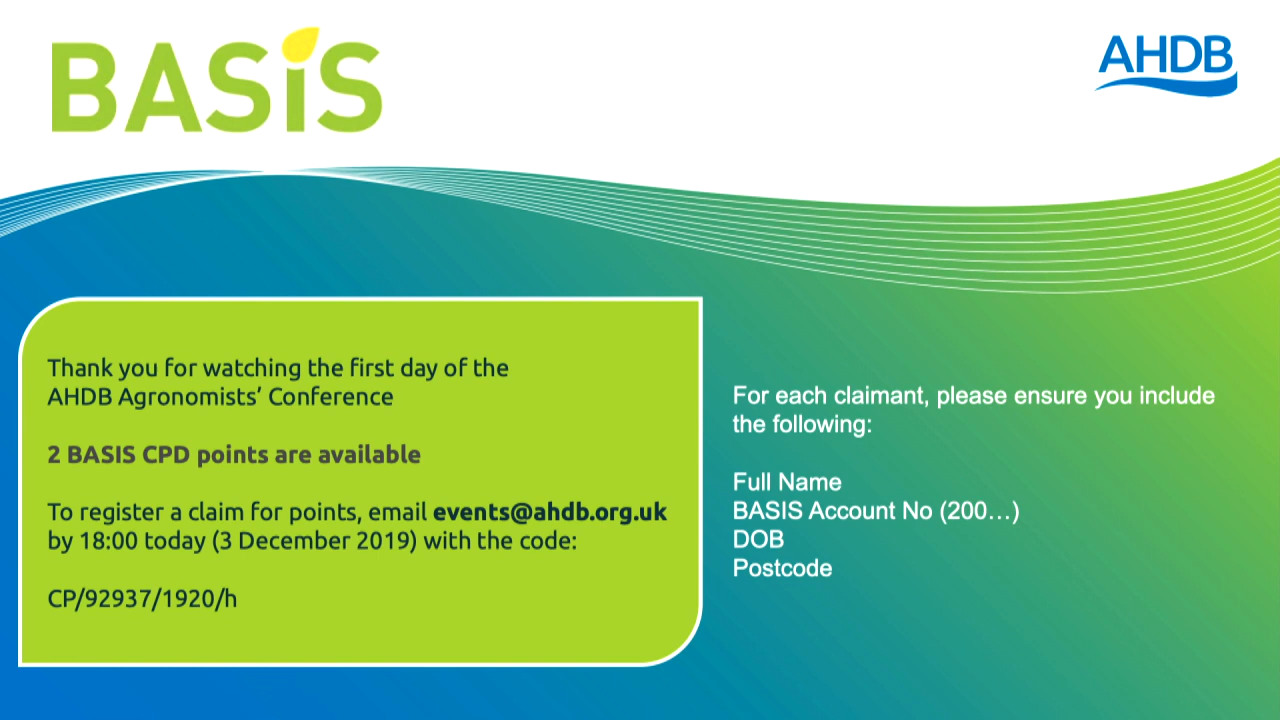 BASiS
AHDB
Thank you for watching the first day of the
AHDB Agronomists’ Conference
2 BASIS CPD points are available
To register a claim for points, email events@ahdb.org.uk
by 18:00 today (3 December 2019) with the code:
CP/92937/1920/h
For each claimant, please ensure you include
the following:
Full Name
BASIS Account No (200…)
DOB
Postcode